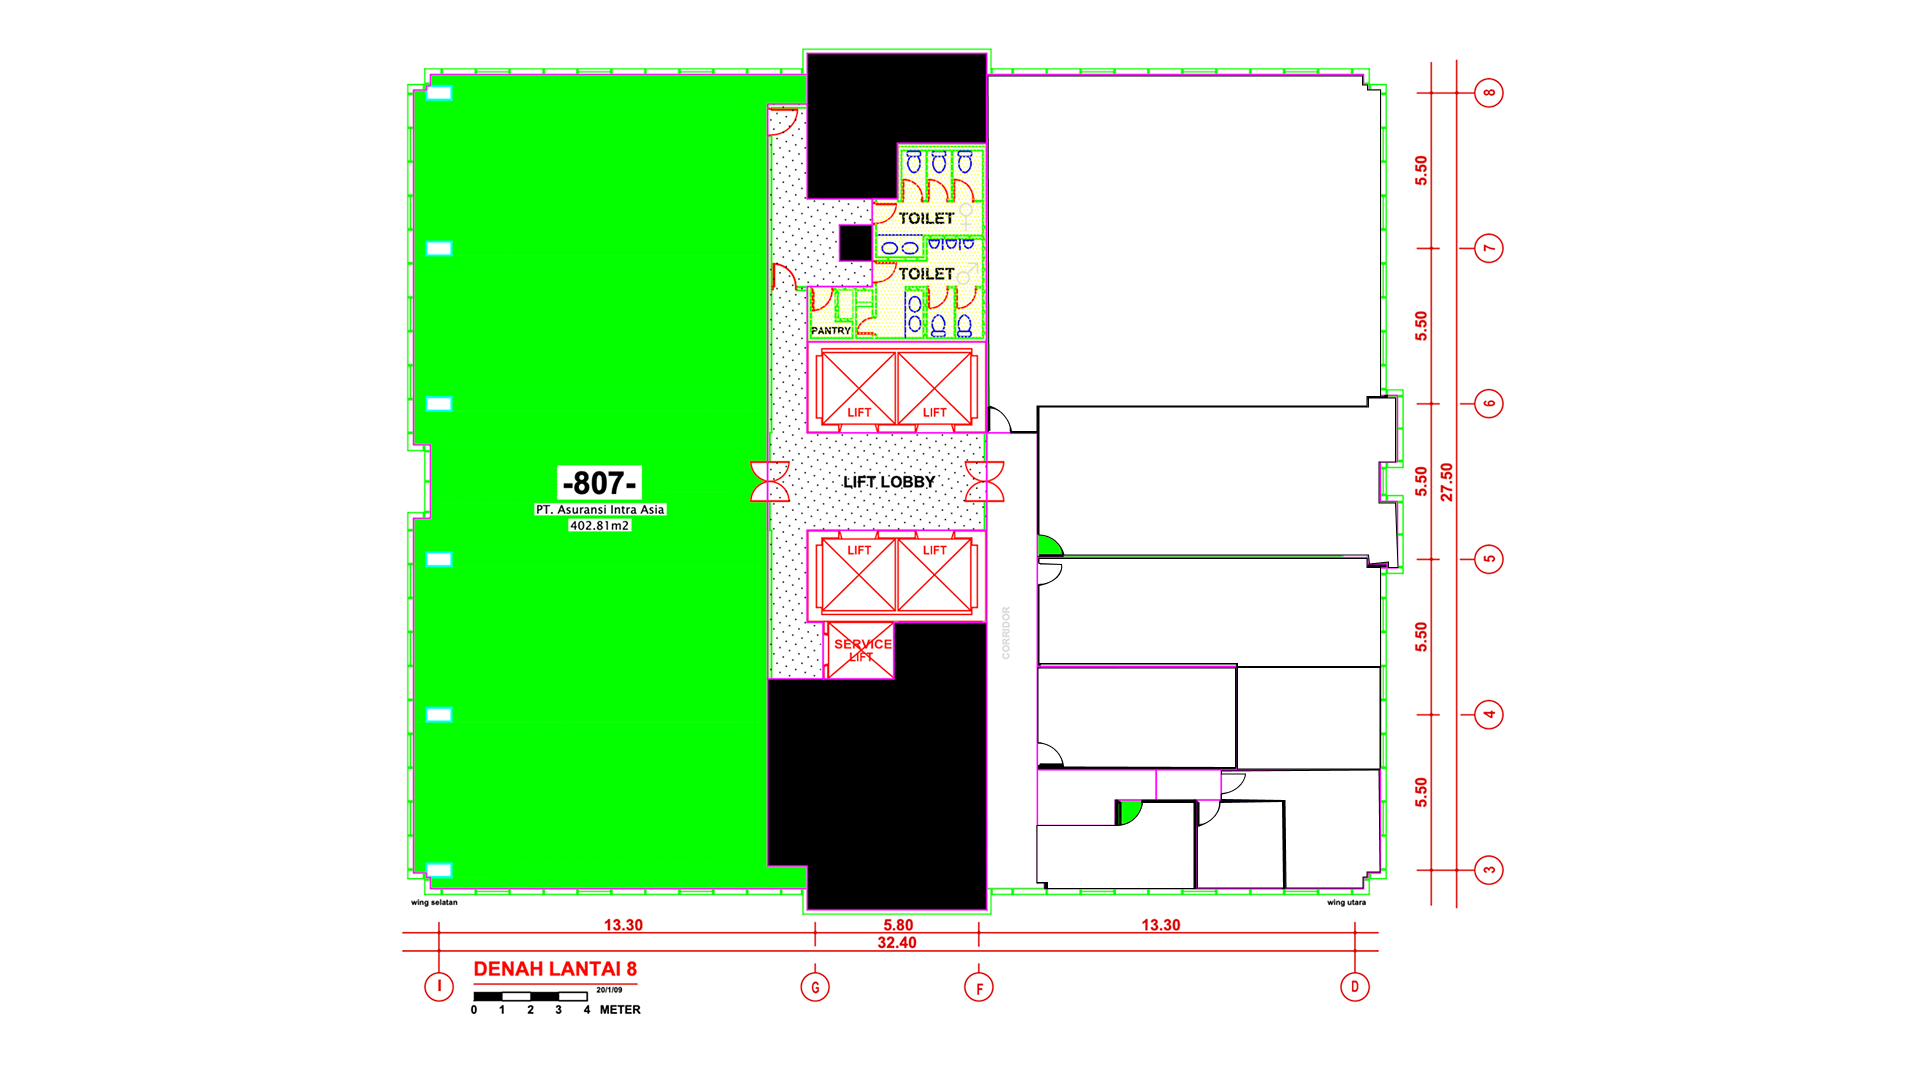 8
5.50
TOILET
7
TOILET
5.50
PANTRY
6
LIFT LIFT
-807-
PT. Asuransi Intra Asia
402.81m2
LIFT LOBBY
5.50
27.50
LIFT LIFT
5
CORRIDOR
SERVICE
LIFT
5.50
4
5.50
3
wing selatan
wing utara
13.30 5.80 13.30
32.40
DENAH LANTAI 8
20/1/09
I G F D
0 1 2 3 4 METER